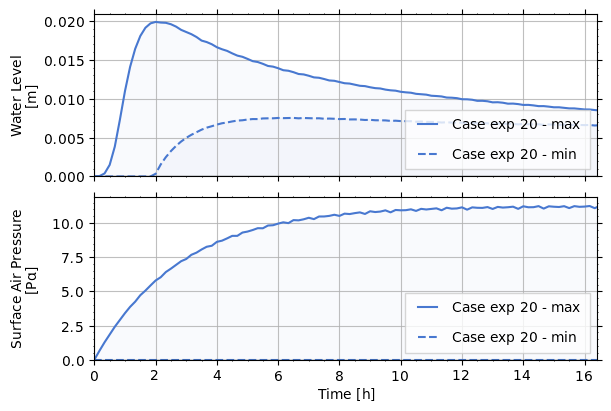 0.020
0.015
0.010
0.005
0.000
Water Level
[m]
Case exp 20 - max
Case exp 20 - min
10.0
7.5
5.0
2.5
0.0
Surface Air Pressure
[Pa]
Case exp 20 - max
Case exp 20 - min
0 2 4 6 8 10 12 14 16
Time [h]